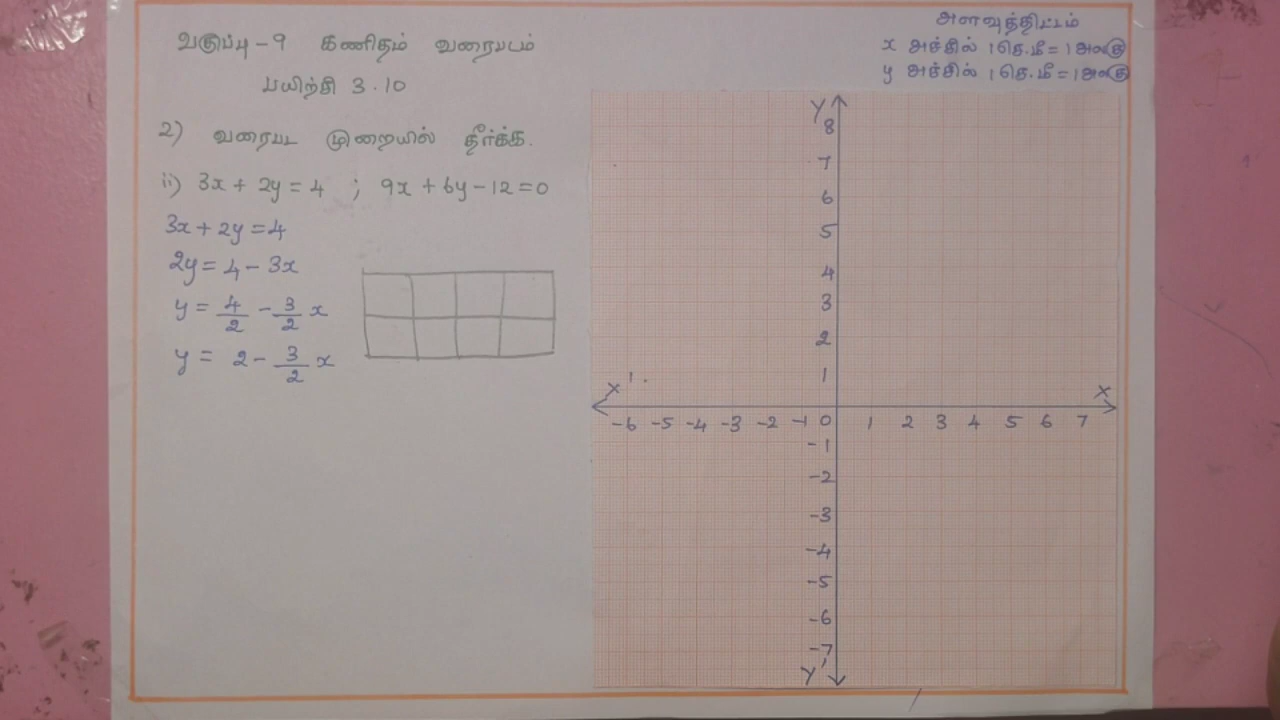 வகுப்பு - 9 கணிதம் வரைபடம்
பயிற்சி 3.10
2) வரைபட முறையில் தீர்க்க.
ii) 3x + 2y = 4 ; 9x + 6y - 12 = 0
3x + 2y = 4
2y = 4 - 3x
y = 4/2 - 3/2 x
y = 2 - 3/2 x
அளவுத்திட்டம்
x அச்சில் 1 செ.மீ = 1 அலகு
y அச்சில் 1 செ.மீ = 1 அலகு
Y
8
7
6
5
4
3
2
1
X' X
-6 -5 -4 -3 -2 -1 0 1 2 3 4 5 6 7
-1
-2
-3
-4
-5
-6
-7
Y'